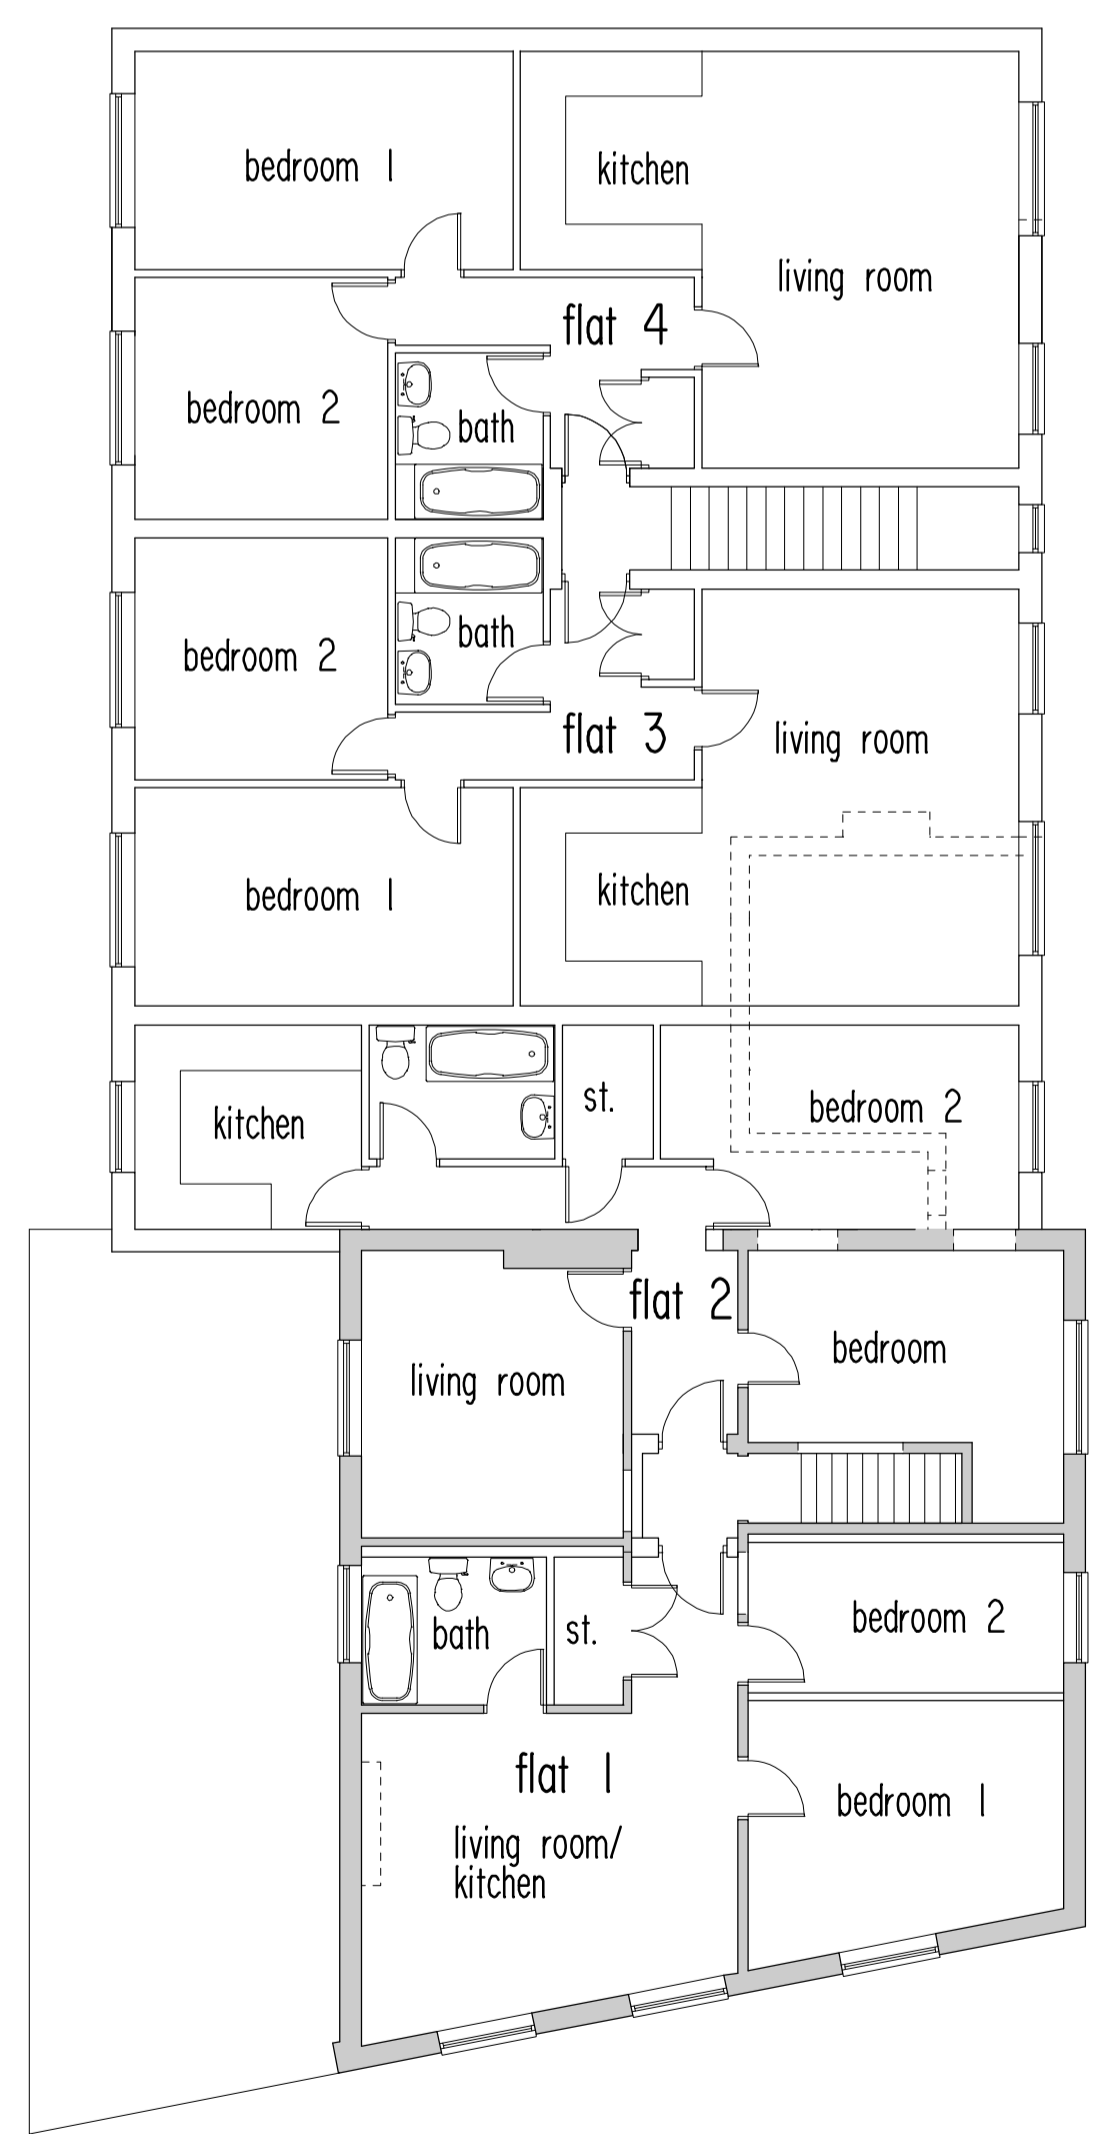 bedroom 1
kitchen
living room
flat 4
bedroom 2
bath
bath
bedroom 2
flat 3
living room
bedroom 1
kitchen
st.
bedroom 2
kitchen
flat 2
bedroom
living room
bedroom 2
bath
st.
flat 1
bedroom 1
living room/
kitchen